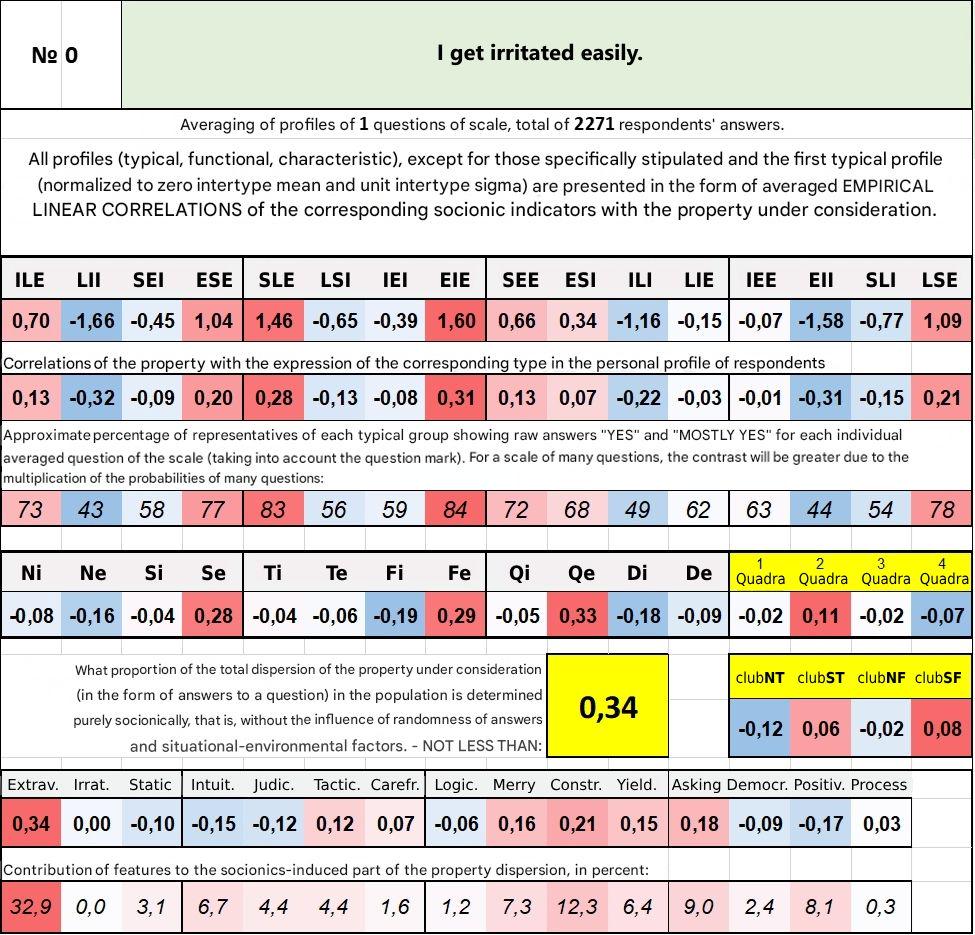 № 0
I get irritated easily.
Averaging of profiles of 1 questions of scale, total of 2271 respondents' answers.
All profiles (typical, functional, characteristic), except for those specifically stipulated and the first typical profile
(normalized to zero intertype mean and unit intertype sigma) are presented in the form of averaged EMPIRICAL
LINEAR CORRELATIONS of the corresponding socionic indicators with the property under consideration.
ILE LII SEI ESE SLE LSI IEI EIE SEE ESI ILI LIE IEE EII SLI LSE
0,70 -1,66 -0,45 1,04 1,46 -0,65 -0,39 1,60 0,66 0,34 -1,16 -0,15 -0,07 -1,58 -0,77 1,09
Correlations of the property with the expression of the corresponding type in the personal profile of respondents
0,13 -0,32 -0,09 0,20 0,28 -0,13 -0,08 0,31 0,13 0,07 -0,22 -0,03 -0,01 -0,31 -0,15 0,21
Approximate percentage of representatives of each typical group showing raw answers "YES" and "MOSTLY YES" for each individual
averaged question of the scale (taking into account the question mark). For a scale of many questions, the contrast will be greater due to the
multiplication of the probabilities of many questions:
73 43 58 77 83 56 59 84 72 68 49 62 63 44 54 78
Ni Ne Si Se Ti Te Fi Fe Qi Qe Di De 1 Quadra 2 Quadra 3 Quadra 4 Quadra
-0,08 -0,16 -0,04 0,28 -0,04 -0,06 -0,19 0,29 -0,05 0,33 -0,18 -0,09 -0,02 0,11 -0,02 -0,07
What proportion of the total dispersion of the property under consideration
(in the form of answers to a question) in the population is determined
purely socionically, that is, without the influence of randomness of answers
and situational-environmental factors. - NOT LESS THAN:
0,34
clubNT clubST clubNF clubSF
-0,12 0,06 -0,02 0,08
Extrav. Irrat. Static Intuit. Judic. Tactic. Carefr. Logic. Merry Constr. Yield. Asking Democr. Positiv. Process
0,34 0,00 -0,10 -0,15 -0,12 0,12 0,07 -0,06 0,16 0,21 0,15 0,18 -0,09 -0,17 0,03
Contribution of features to the socionics-induced part of the property dispersion, in percent:
32,9 0,0 3,1 6,7 4,4 4,4 1,6 1,2 7,3 12,3 6,4 9,0 2,4 8,1 0,3